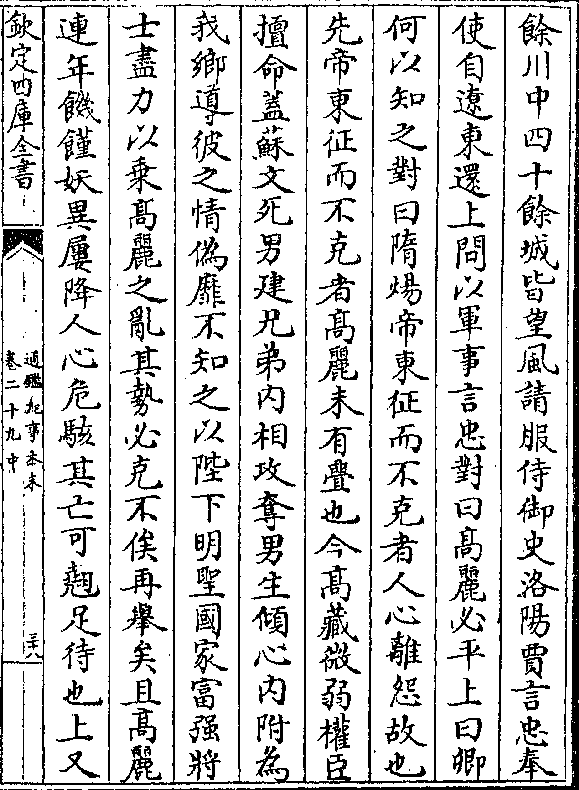 餘川中四十餘城皆望風請服侍御史洛陽賈言忠奉
使自遼東還上問以軍事言忠對曰髙麗必平上曰卿
何以知之對曰隋煬帝東征而不克者人心離怨故也
先帝東征而不克者髙麗未有釁也今髙藏微弱權臣
擅命蓋蘇文死男建兄弟內相攻奪男生傾心內附為
我鄉導彼之情偽靡不知之以陛下明聖國家富强將
士盡力以乗髙麗之亂其勢必克不俟再舉矣且髙麗
連年饑饉妖異屢降人心危駭其亡可翹足待也上又
欽定四庫全書
通鑑紀事本末
卷二十九中
三十八